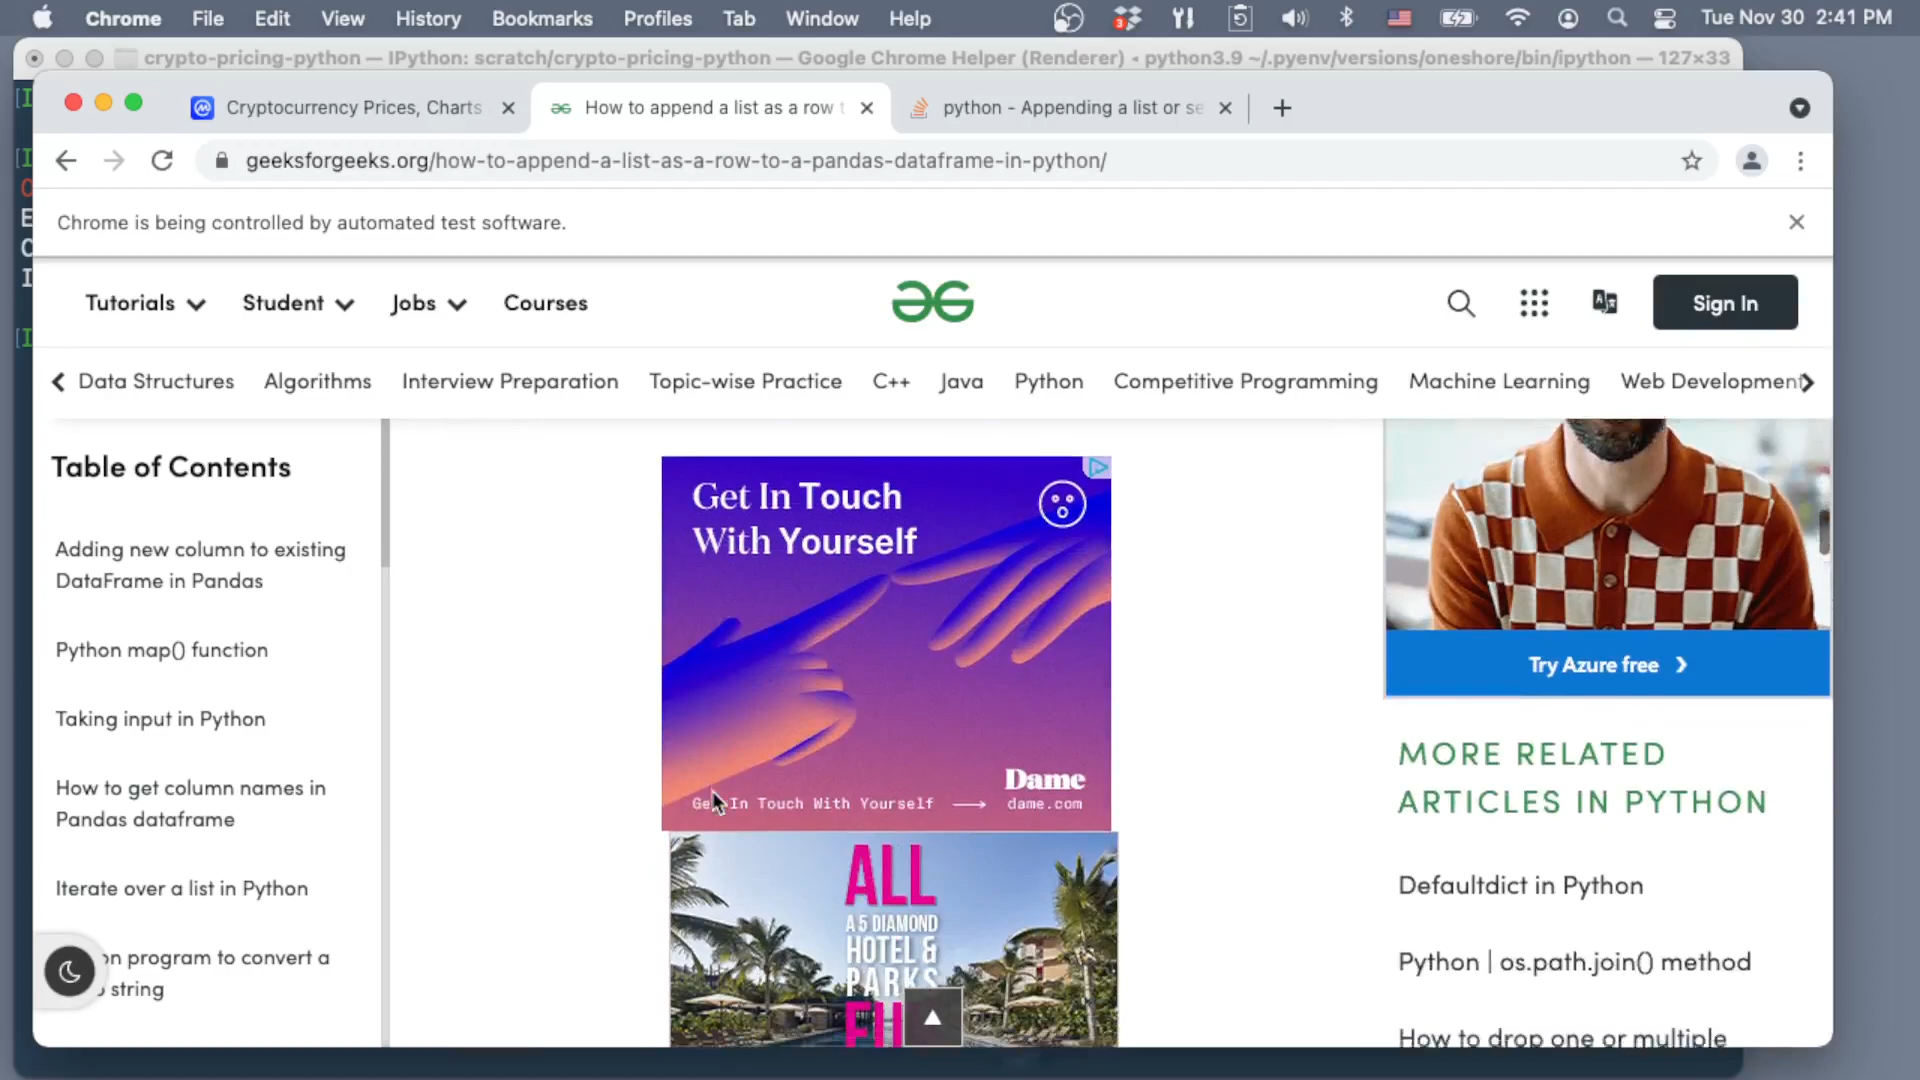 Chrome File Edit View History Bookmarks Profiles Tab Window Help 3 Tue Nov 30 2:41 PM
crypto-pricing-python — IPython: scratch/crypto-pricing-python — Google Chrome Helper (Renderer) • python3.9 ~/.pyenv/versions/oneshore/bin/ipython — 127×33
Cryptocurrency Prices, Charts
How to append a list as a row t
python - Appending a list or se
geeksforgeeks.org/how-to-append-a-list-as-a-row-to-a-pandas-dataframe-in-python/
Chrome is being controlled by automated test software.
Tutorials Student Jobs Courses Sign In
Data Structures Algorithms Interview Preparation Topic-wise Practice C++ Java Python Competitive Programming Machine Learning Web Development
Table of Contents
Adding new column to existing
DataFrame in Pandas
Python map() function
Taking input in Python
How to get column names in
Pandas dataframe
Iterate over a list in Python
on program to convert a
string
Get In Touch
With Yourself
Dame
In Touch With Yourself dame.com
ALL
A 5 DIAMOND
HOTEL &
PARKS
Try Azure free
MORE RELATED
ARTICLES IN PYTHON
Defaultdict in Python
Python | os.path.join() method
How to drop one or multiple